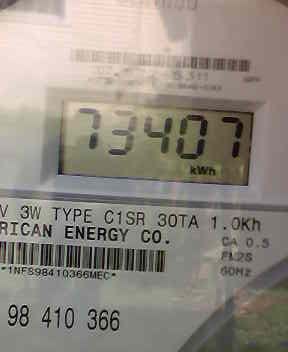 73407
kWh
V 3W TYPE C1SR 30TA 1.0Kh
RICAN ENERGY CO.
CA 0.5
FM2S
60Hz
*1NFS98410366MEC*
98 410 366